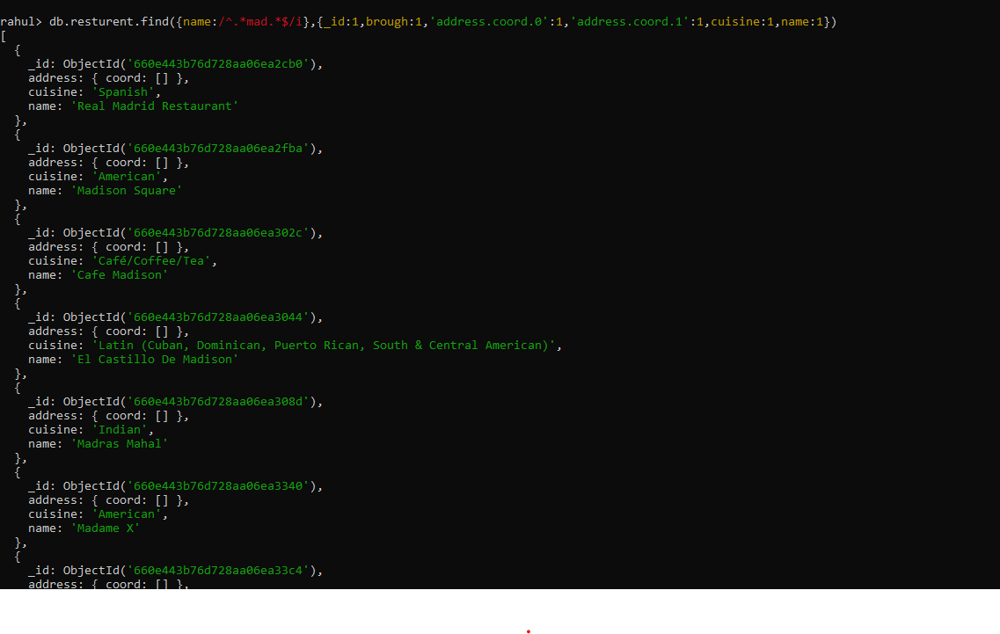 rahul> db.resturent.find({name:/^.*mad.*$/i},{_id:1,brough:1,'address.coord.0':1,'address.coord.1':1,cuisine:1,name:1})
[
  {
    _id: ObjectId('660e443b76d728aa06ea2cb0'),
    address: { coord: [] },
    cuisine: 'Spanish',
    name: 'Real Madrid Restaurant'
  },
  {
    _id: ObjectId('660e443b76d728aa06ea2fba'),
    address: { coord: [] },
    cuisine: 'American',
    name: 'Madison Square'
  },
  {
    _id: ObjectId('660e443b76d728aa06ea302c'),
    address: { coord: [] },
    cuisine: 'Café/Coffee/Tea',
    name: 'Cafe Madison'
  },
  {
    _id: ObjectId('660e443b76d728aa06ea3044'),
    address: { coord: [] },
    cuisine: 'Latin (Cuban, Dominican, Puerto Rican, South & Central American)',
    name: 'El Castillo De Madison'
  },
  {
    _id: ObjectId('660e443b76d728aa06ea308d'),
    address: { coord: [] },
    cuisine: 'Indian',
    name: 'Madras Mahal'
  },
  {
    _id: ObjectId('660e443b76d728aa06ea3340'),
    address: { coord: [] },
    cuisine: 'American',
    name: 'Madame X'
  },
  {
    _id: ObjectId('660e443b76d728aa06ea33c4'),
    address: { coord: [] },